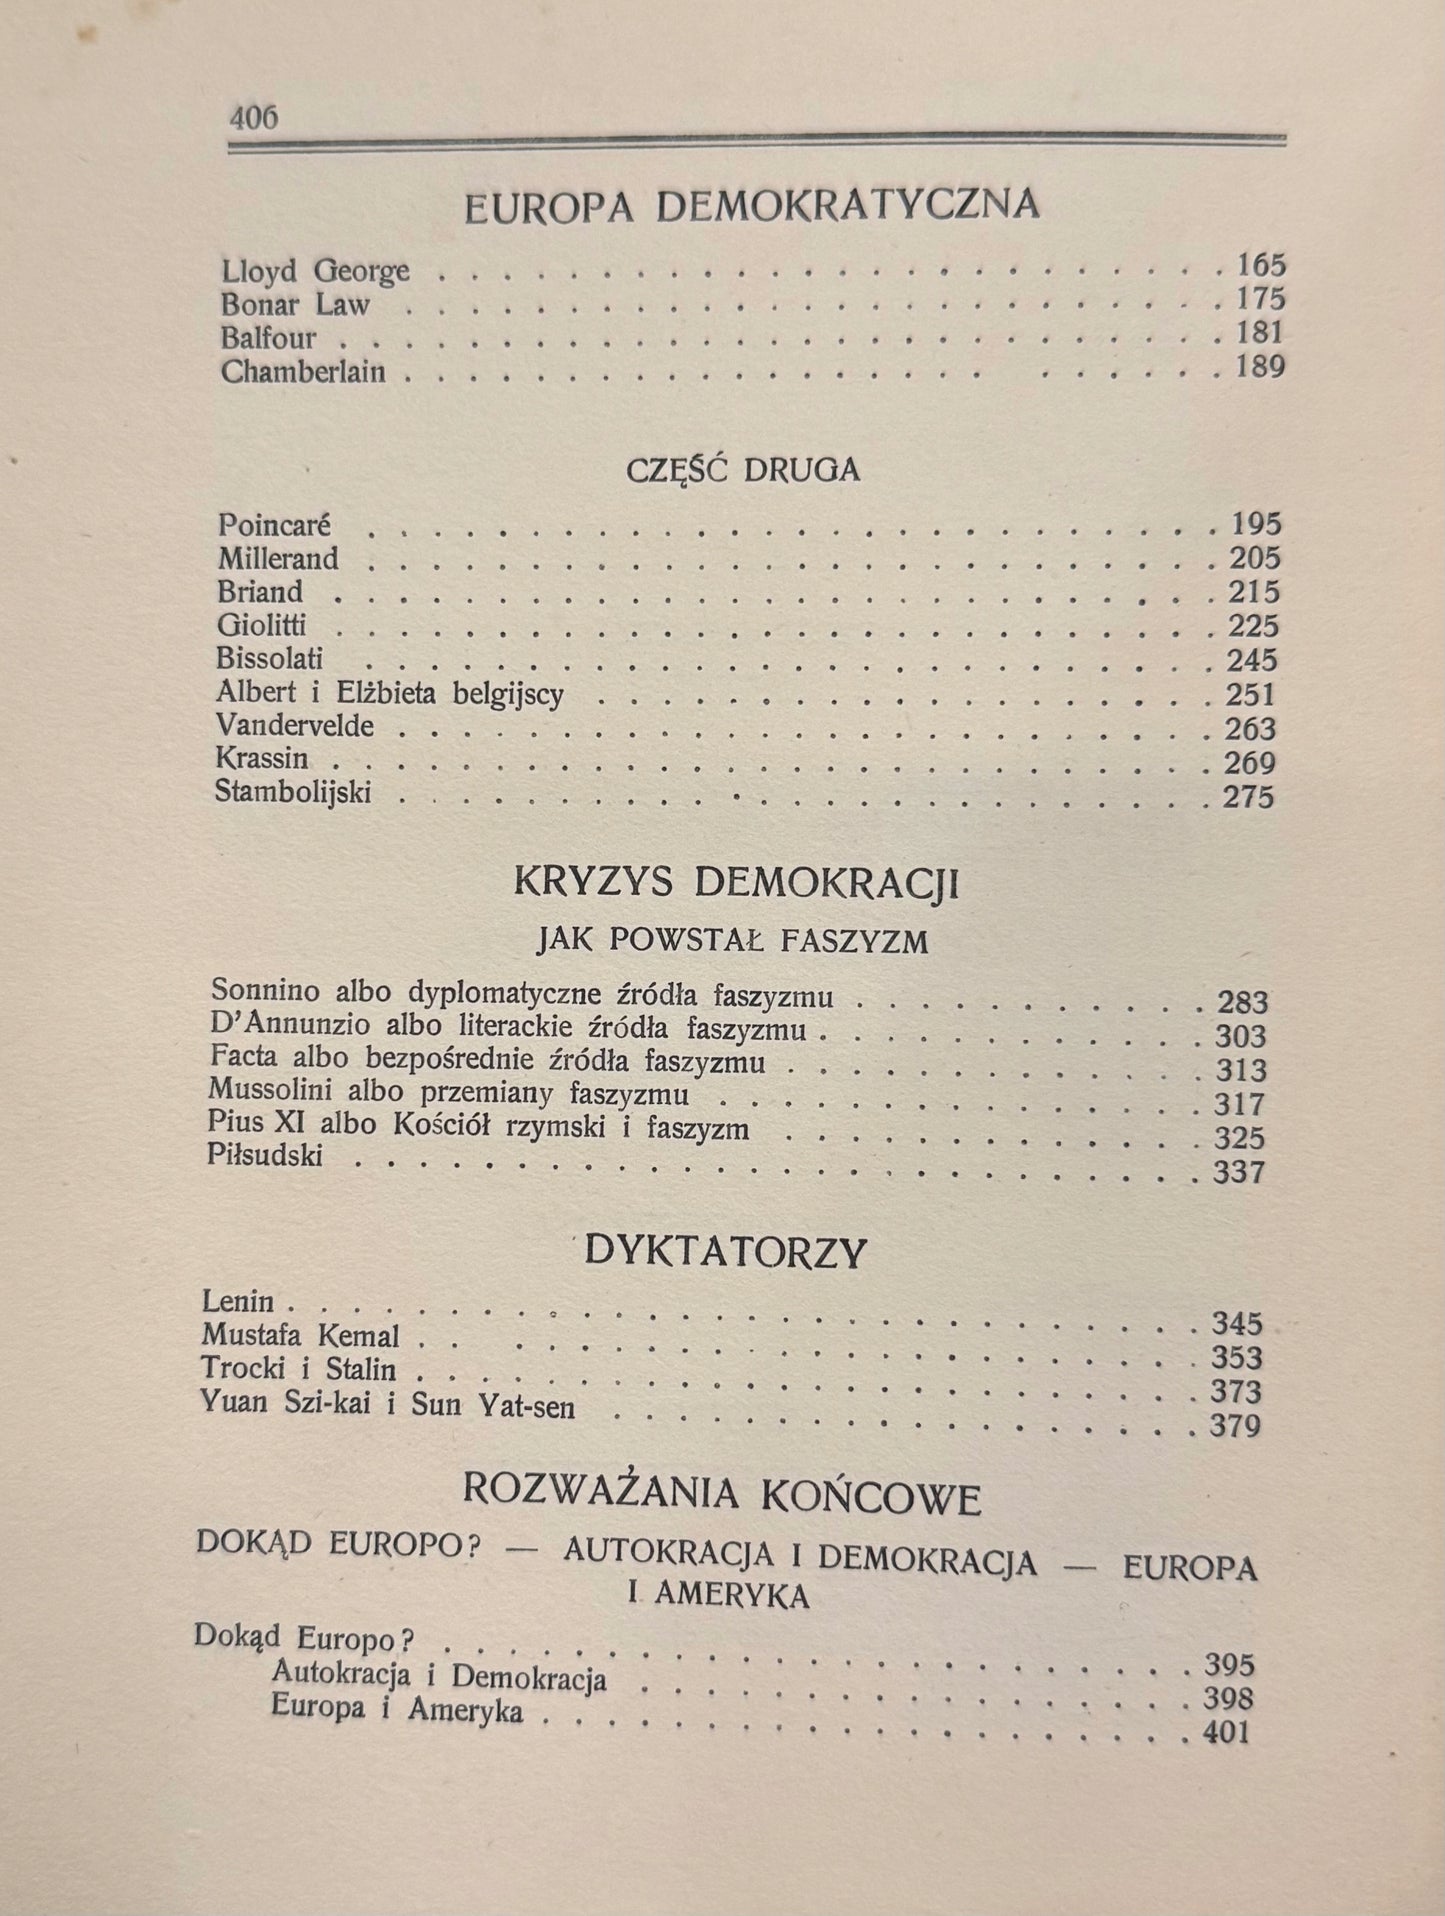 406
EUROPA DEMOKRATYCZNA
Lloyd George . . . . . . . . . . . . . . . . . . . . . . . . 165
Bonar Law . . . . . . . . . . . . . . . . . . . . . . . . . 175
Balfour . . . . . . . . . . . . . . . . . . . . . . . . . . . 181
Chamberlain . . . . . . . . . . . . . . . . . . . . . . . . 189
CZĘŚĆ DRUGA
Poincaré . . . . . . . . . . . . . . . . . . . . . . . . . . 195
Millerand . . . . . . . . . . . . . . . . . . . . . . . . . . 205
Briand . . . . . . . . . . . . . . . . . . . . . . . . . . . 215
Giolitti . . . . . . . . . . . . . . . . . . . . . . . . . . . 225
Bissolati . . . . . . . . . . . . . . . . . . . . . . . . . . 245
Albert i Elżbieta belgijscy . . . . . . . . . . . . . . . . . . . 251
Vandervelde . . . . . . . . . . . . . . . . . . . . . . . . . 263
Krassin . . . . . . . . . . . . . . . . . . . . . . . . . . . 269
Stambolijski . . . . . . . . . . . . . . . . . . . . . . . . . 275
KRYZYS DEMOKRACJI
JAK POWSTAŁ FASZYZM
Sonnino albo dyplomatyczne źródła faszyzmu . . . . . . . . . . . 283
D'Annunzio albo literackie źródła faszyzmu . . . . . . . . . . . . 303
Facta albo bezpośrednie źródła faszyzmu . . . . . . . . . . . . . 313
Mussolini albo przemiany faszyzmu . . . . . . . . . . . . . . . 317
Pius XI albo Kościół rzymski i faszyzm . . . . . . . . . . . . . 325
Piłsudski . . . . . . . . . . . . . . . . . . . . . . . . . . 337
DYKTATORZY
Lenin . . . . . . . . . . . . . . . . . . . . . . . . . . . . 345
Mustafa Kemal . . . . . . . . . . . . . . . . . . . . . . . 353
Trocki i Stalin . . . . . . . . . . . . . . . . . . . . . . . . 373
Yuan Szi-kai i Sun Yat-sen . . . . . . . . . . . . . . . . . . 379
ROZWAŻANIA KOŃCOWE
DOKĄD EUROPO? — AUTOKRACJA I DEMOKRACJA — EUROPA
I AMERYKA
Dokąd Europo? . . . . . . . . . . . . . . . . . . . . . . . 395
Autokracja i Demokracja . . . . . . . . . . . . . . . . . 398
Europa i Ameryka . . . . . . . . . . . . . . . . . . . . 401